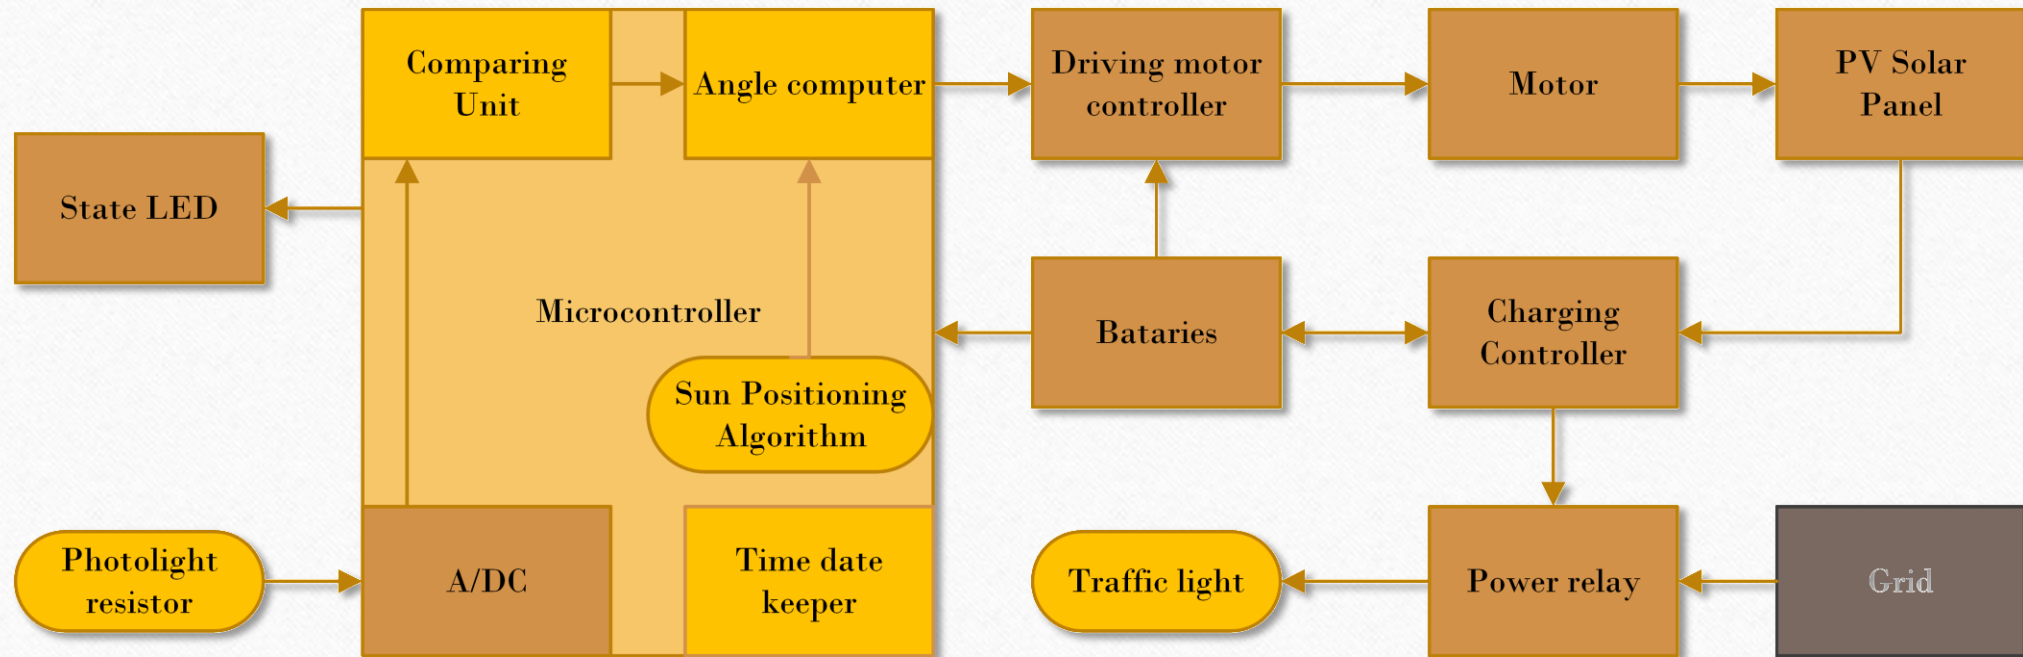 Comparing
Unit
Angle computer
Driving motor
controller
Motor
PV Solar
Panel
State LED
Microcontroller
Bataries
Charging
Controller
Sun Positioning
Algorithm
Photolight
resistor
A/DC
Time date
keeper
Traffic light
Power relay
Grid